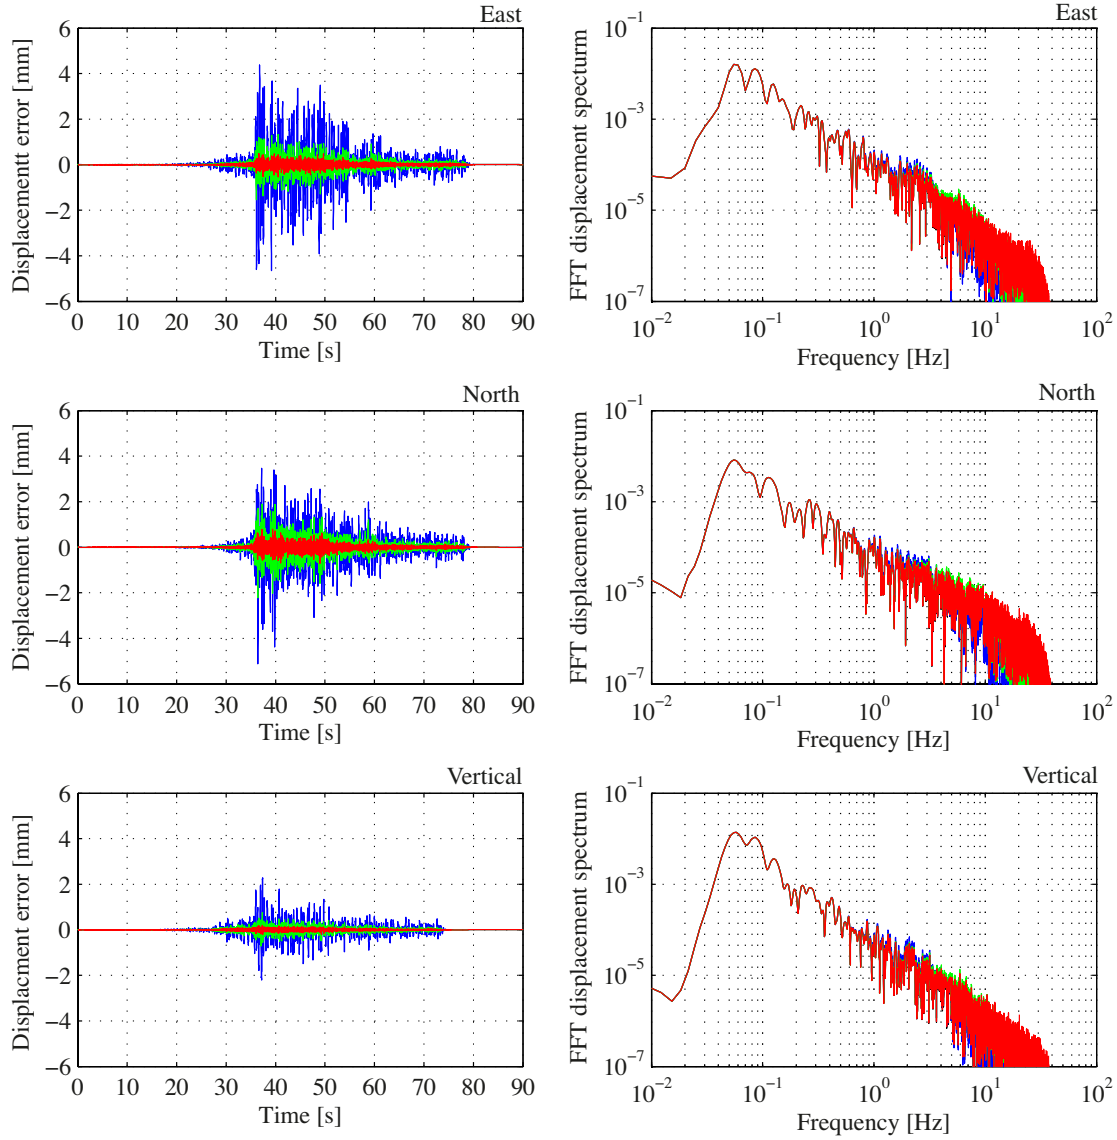 East
Displacementt error [mm]
6
4
2
0
−2
−4
−6
0 10 20 30 40 50 60 70 80 90
Time [s]
East
FFT displacement specturm
10−1
10−3
10−5
10−7
10−2 10−1 100 101 102
Frequency [Hz]
North
Displacement error [mm]
6
4
2
0
−2
−4
−6
0 10 20 30 40 50 60 70 80 90
Time [s]
North
FFT displacement spectrum
10−1
10−3
10−5
10−7
10−2 10−1 100 101 102
Frequency [Hz]
Vertical
Displacment error [mm]
6
4
2
0
−2
−4
−6
0 10 20 30 40 50 60 70 80 90
Time [s]
Vertical
FFT displacement spectrum
10−1
10−3
10−5
10−7
10−2 10−1 100 101 102
Frequency [Hz]